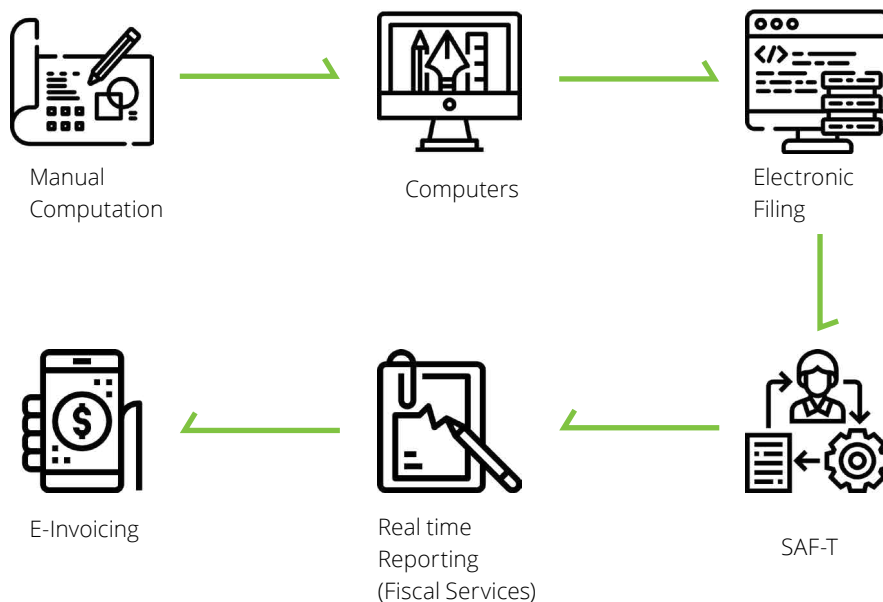 Manual
Computation
Computers
Electronic
Filing
SAF-T
Real time
Reporting
(Fiscal Services)
E-Invoicing